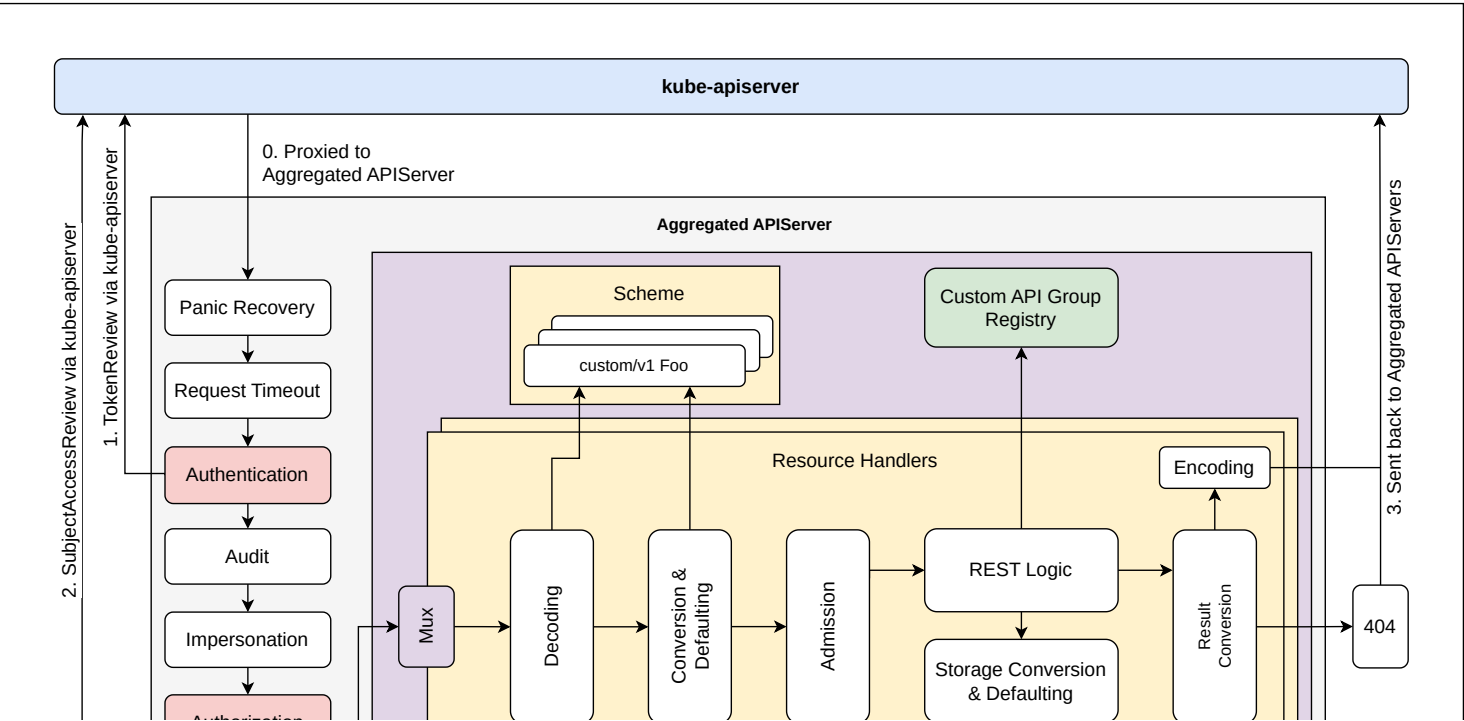 kube-apiserver
0. Proxied to
Aggregated APIServer
2. SubjectAccessReview via kube-apiserver
1. TokenReview via kube-apiserver
3. Sent back to Aggregated APIServers
Aggregated APIServer
Panic Recovery
Request Timeout
Authentication
Audit
Impersonation
Authorization
Scheme
custom/v1 Foo
Custom API Group
Registry
Resource Handlers
Encoding
Mux
Decoding
Conversion &
Defaulting
Admission
REST Logic
Storage Conversion
& Defaulting
Result
Conversion
404